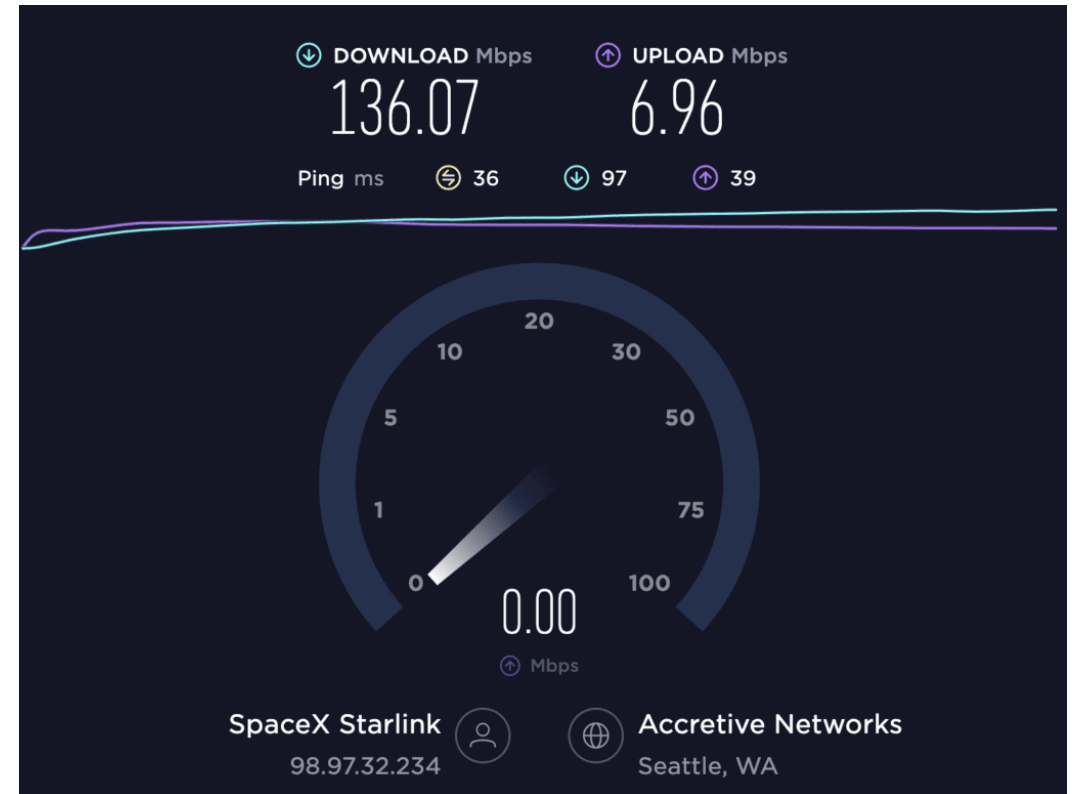 DOWNLOAD Mbps
UPLOAD Mbps
136.07
6.96
Ping ms 36 97 39
20
10
30
5
50
1
75
0
100
0.00
Mbps
SpaceX Starlink
98.97.32.234
Accretive Networks
Seattle, WA